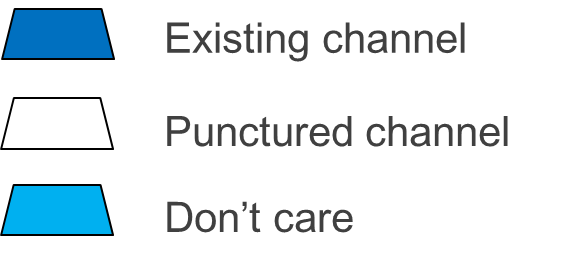 Existing channel
Punctured channel
Don’t care